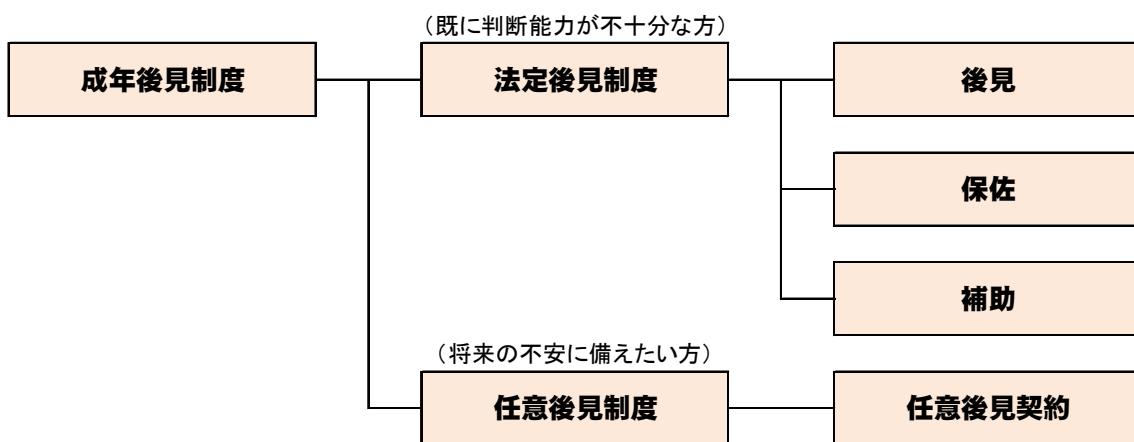 （既に判断能力が不十分な方）
成年後見制度
法定後見制度
後見
保佐
補助
（将来の不安に備えたい方）
任意後見制度
任意後見契約